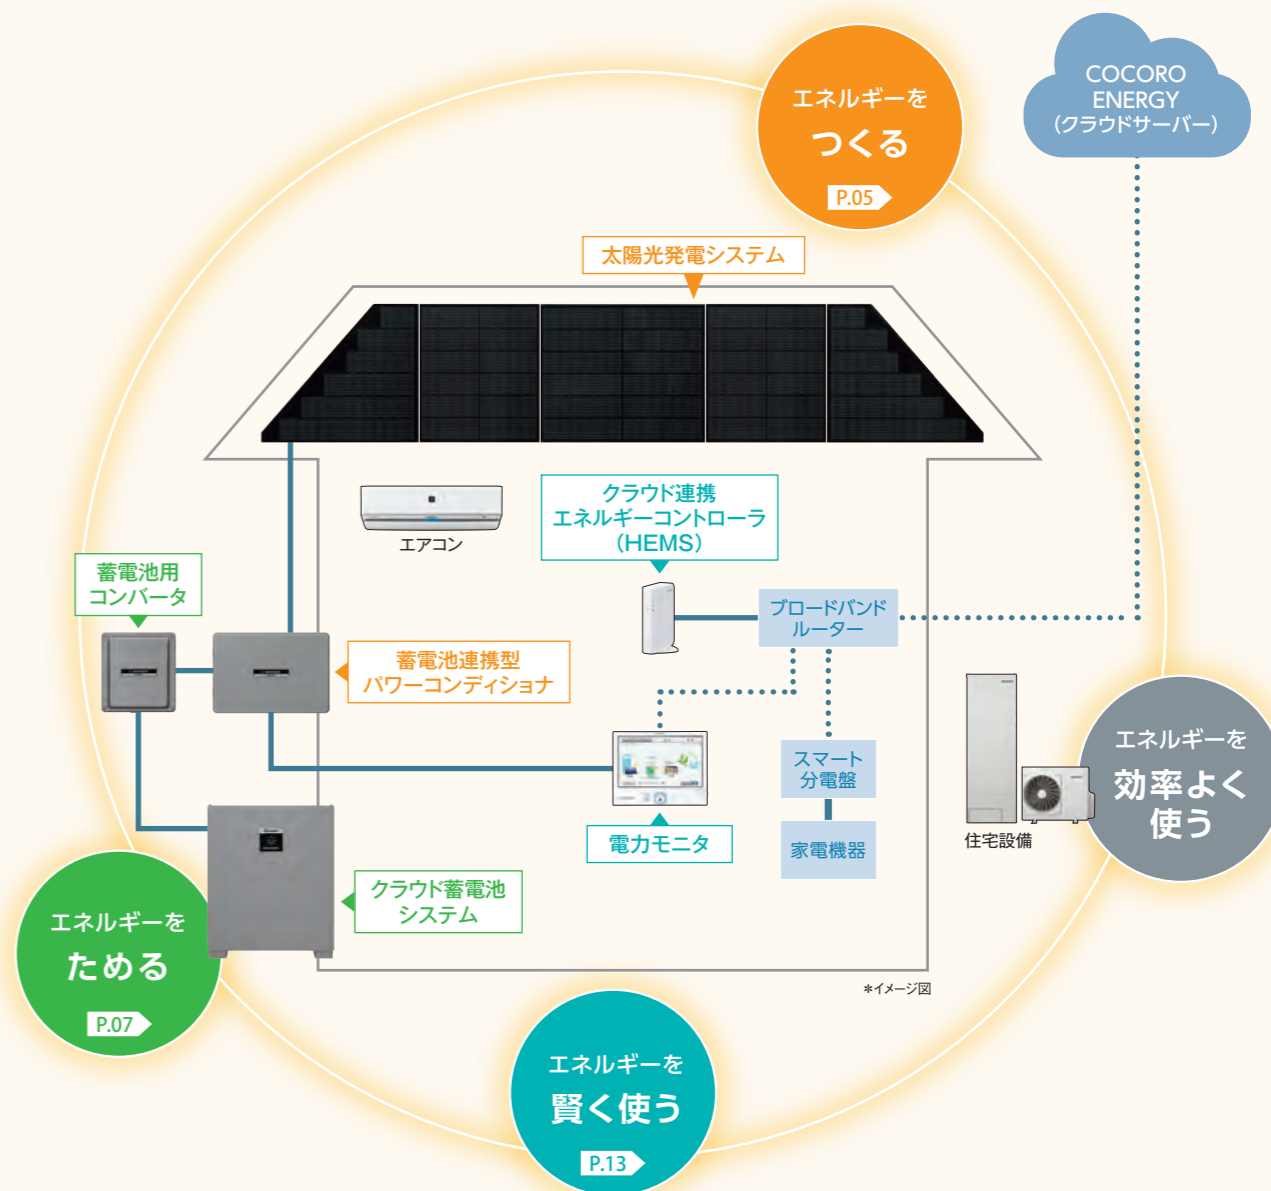 エネルギーを
つくる
P.05
COCORO
ENERGY
(クラウドサーバー)
太陽光発電システム
エアコン
クラウド連携
エネルギーコントローラ
(HEMS)
蓄電池用
コンバータ
ブロードバンド
ルーター
蓄電池連携型
パワーコンディショナ
スマート
分電盤
電力モニタ
家電機器
住宅設備
エネルギーを
効率よく
使う
クラウド蓄電池
システム
エネルギーを
ためる
P.07
*イメージ図
エネルギーを
賢く使う
P.13